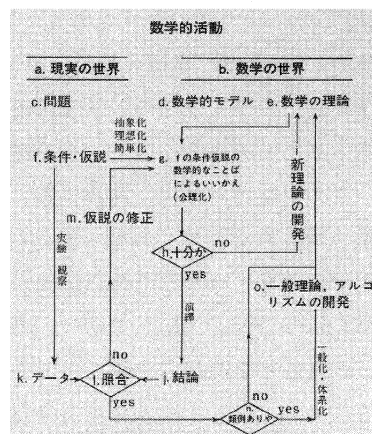 数学的活動
a. 現実の世界
b. 数学の世界
c. 問題
d. 数学的モデル
e. 数学の理論
抽象化
理想化
簡単化
f. 条件・仮説
g. fの条件仮説の
数学的なことば
によるいいかえ
(公理化)
i 新理論の開発
m. 仮説の修正
実験 観察
h. 十分か
no
yes
演繹
o. 一般理論, アルゴ
リズムの開発
一般化・体系化
no
k. データ
l. 照合
j. 結論
yes
no
n.
類例ありや
yes